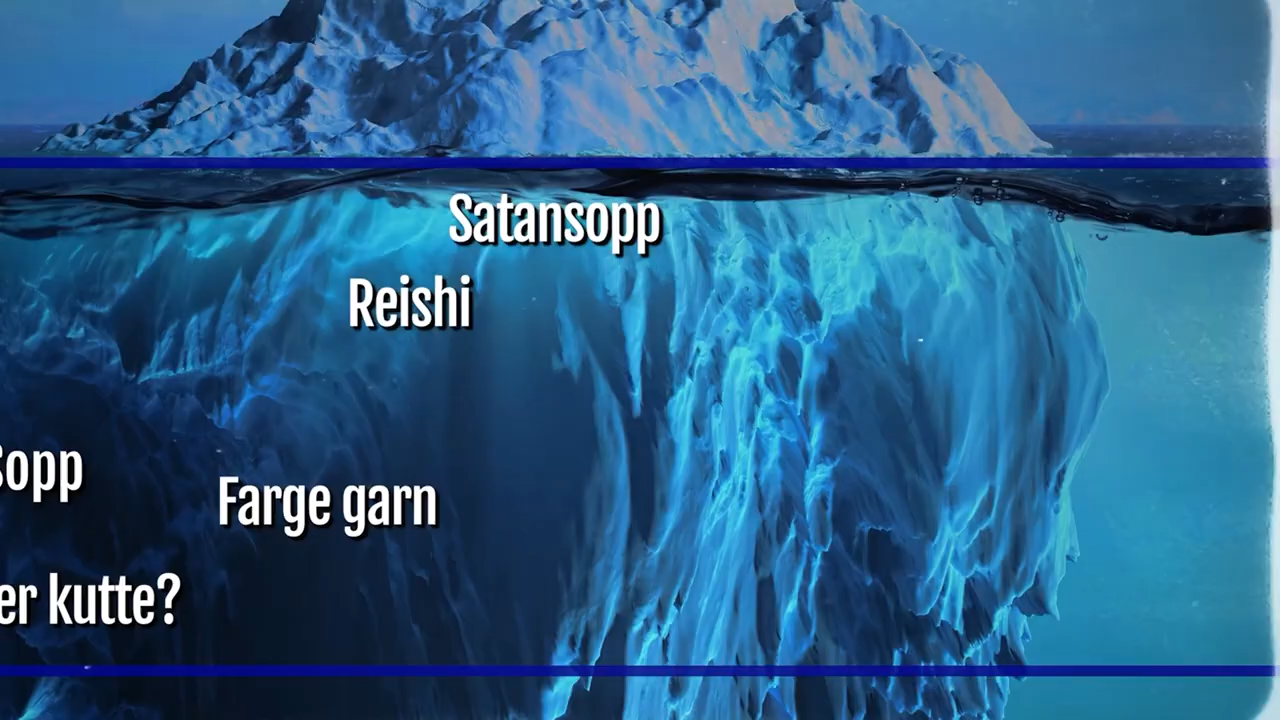 Satansopp
Reishi
Sopp
Farge garn
er kutte?